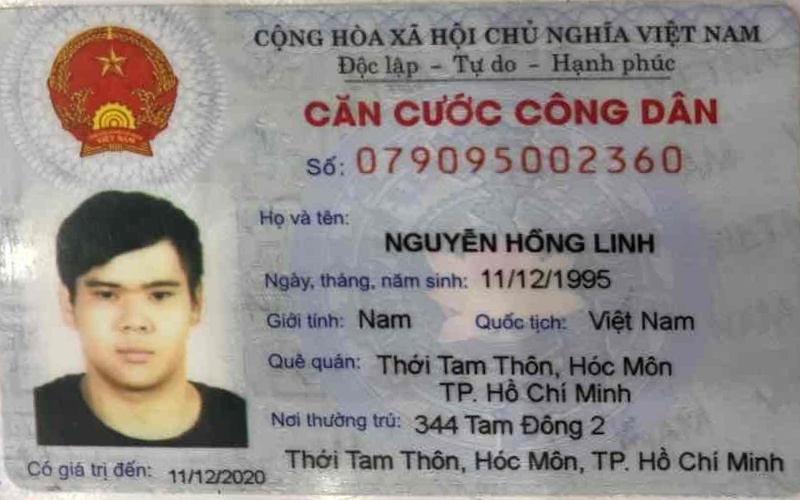 CỘNG HÒA XÃ HỘI CHỦ NGHĨA VIỆT NAM
Độc lập - Tự do - Hạnh phúc
CĂN CƯỚC CÔNG DÂN
Số: 079095002360
Họ và tên:
NGUYỄN HỒNG LINH
Ngày, tháng, năm sinh: 11/12/1995
Giới tính: Nam Quốc tịch: Việt Nam
Quê quán: Thới Tam Thôn, Hóc Môn
TP. Hồ Chí Minh
Nơi thường trú: 344 Tam Đông 2
Thới Tam Thôn, Hóc Môn, TP. Hồ Chí Minh
Có giá trị đến: 11/12/2020
VIỆT NAM